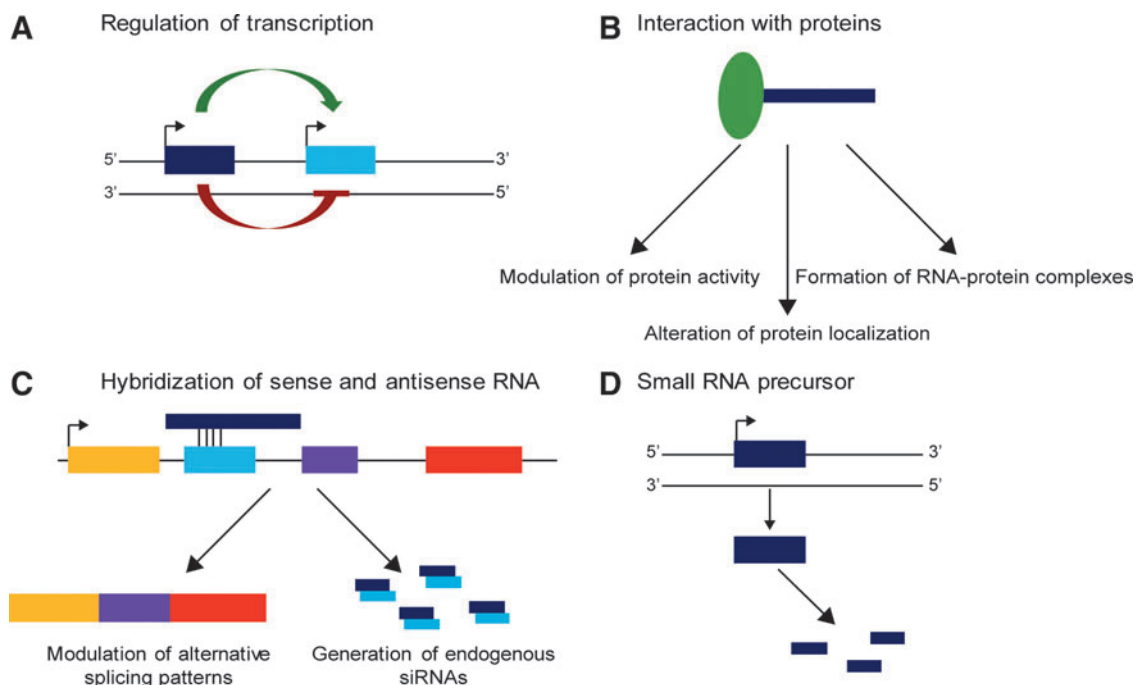 A
Regulation of transcription
5’
3’
3’
5’
B
Interaction with proteins
Modulation of protein activity
Formation of RNA-protein complexes
Alteration of protein localization
C
Hybridization of sense and antisense RNA
Modulation of alternative
splicing patterns
Generation of endogenous
siRNAs
D
Small RNA precursor
5’
3’
3’
5’